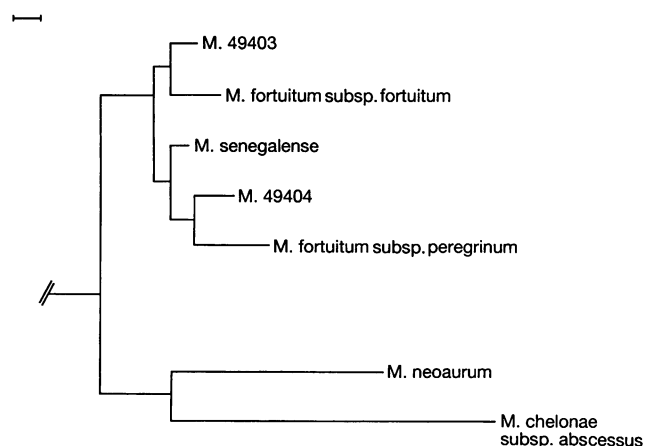 M. 49403
M. fortuitum subsp. fortuitum
M. senegalense
M. 49404
M. fortuitum subsp. peregrinum
M. neoaurum
M. chelonae
subsp. abscessus